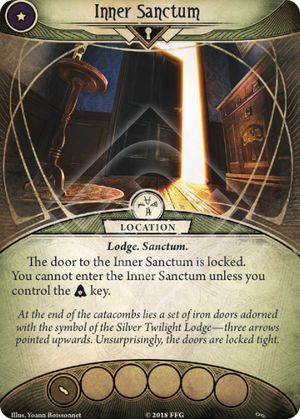 Inner Sanctum
LOCATION
Lodge. Sanctum.
The door to the Inner Sanctum is locked.
You cannot enter the Inner Sanctum unless you
control the key.
At the end of the catacombs lies a set of iron doors adorned
with the symbol of the Silver Twilight Lodge—three arrows
pointed upwards. Unsurprisingly, the doors are locked tight.
Illus. Yoann Boissonnet
© 2018 FFG